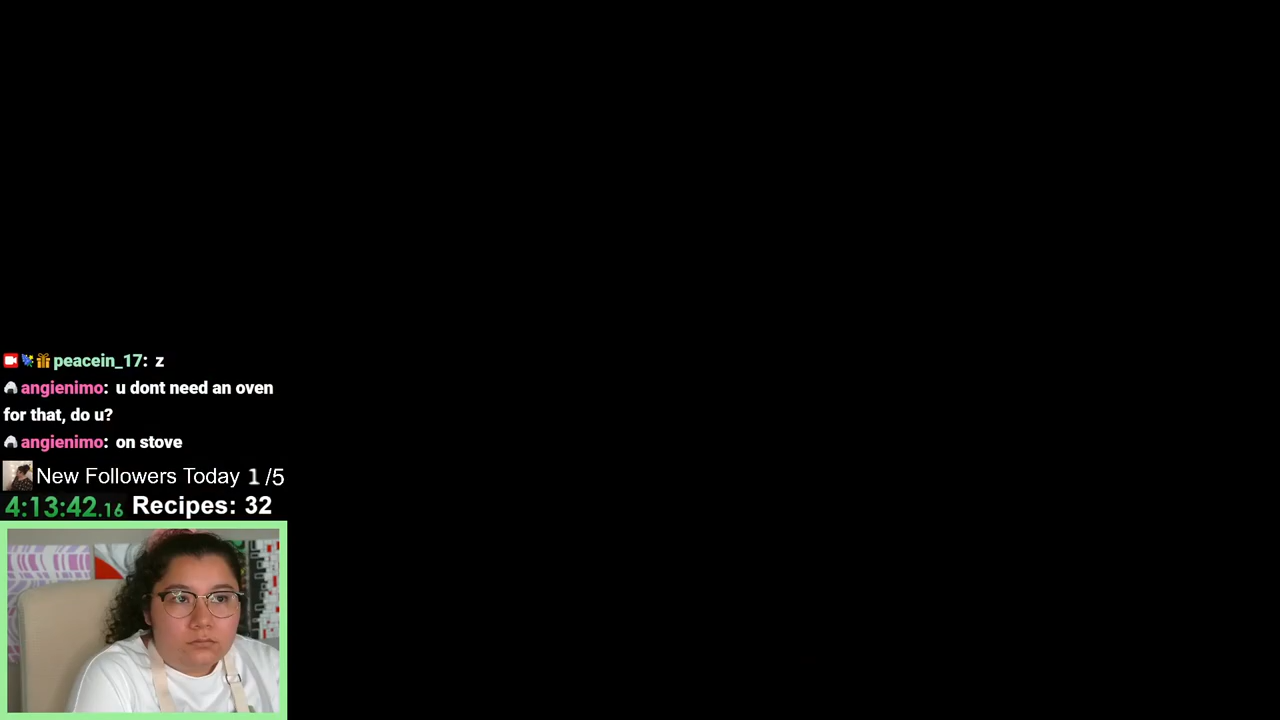 peacein_17: z
angienimo: u dont need an oven
for that, do u?
angienimo: on stove
New Followers Today 1 /5
4:13:42.16 Recipes: 32